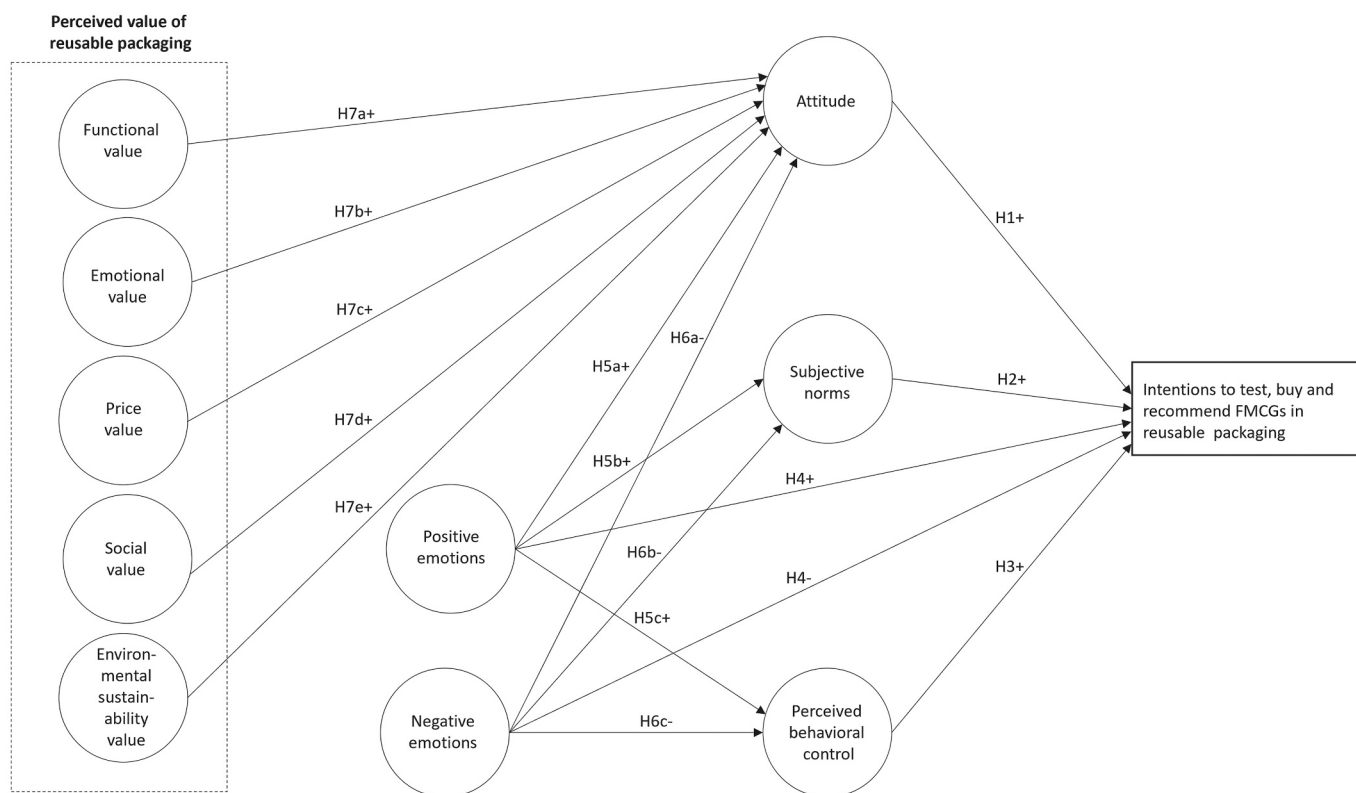 Perceived value of
reusable packaging
Functional
value
Emotional
value
Price
value
Social
value
Environ-
mental
sustain-
ability
value
H7a+
H7b+
H7c+
H7d+
H7e+
Positive
emotions
Negative
emotions
H5a+
H6a-
H5b+
H6b-
H5c+
H6c-
Attitude
Subjective
norms
Perceived
behavioral
control
H1+
H2+
H4+
H4-
H3+
Intentions to test, buy and
recommend FMCGs in
reusable packaging